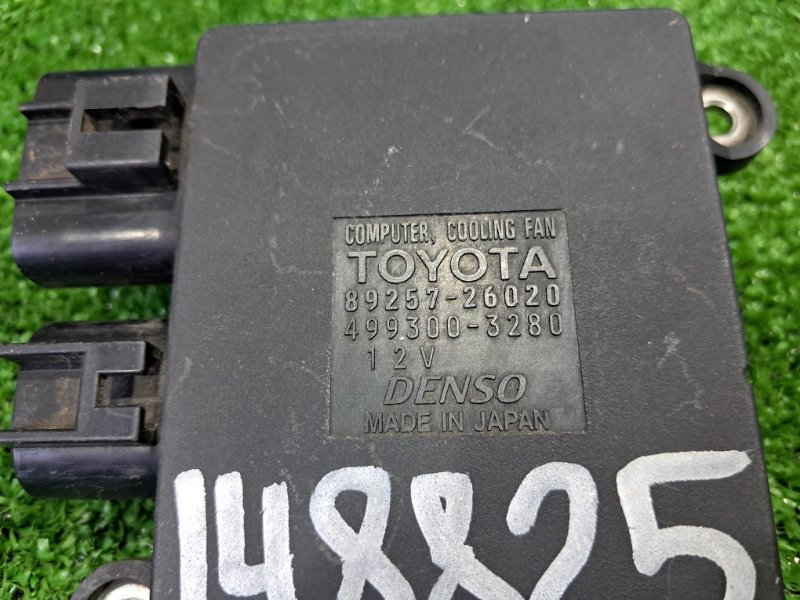 COMPUTER, COOLING FAN
TOYOTA
89257-26020
499300-3280
12V
DENSO
MADE IN JAPAN
148825